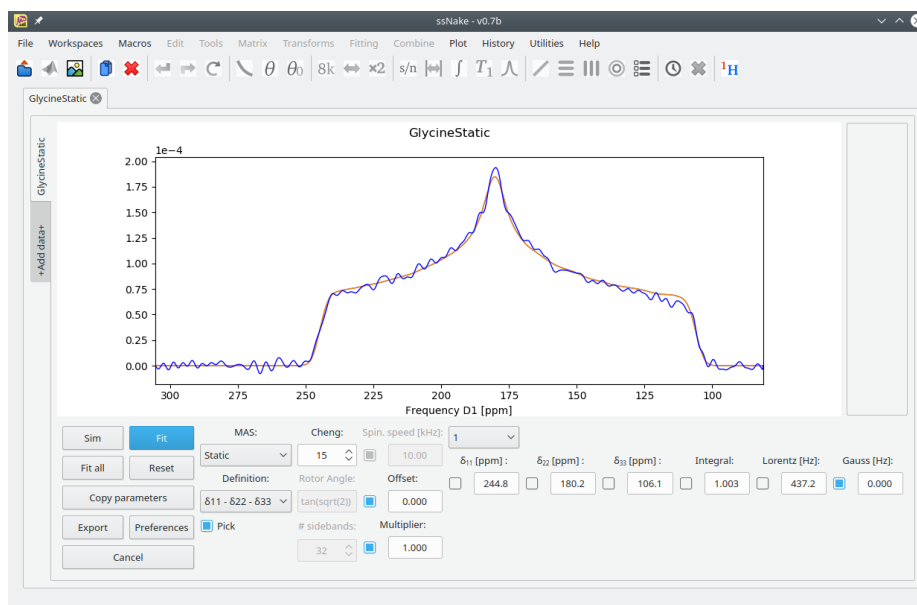 ssNake - v0.7b
File Workspaces Macros Edit Tools Matrix Transforms Fitting Combine Plot History Utilities Help
θ θ₀ 8k ×2 s/n ∫ T₁ ¹H
GlycineStatic
GlycineStatic
+Add data+
GlycineStatic
1e−4
2.00
1.75
1.50
1.25
1.00
0.75
0.50
0.25
0.00
300 275 250 225 200 175 150 125 100
Frequency D1 [ppm]
Sim Fit MAS: Cheng: Spin. speed [kHz]: 1
Static 15 10.00 δ₁₁ [ppm] : δ₂₂ [ppm] : δ₃₃ [ppm] : Integral: Lorentz [Hz]: Gauss [Hz]:
Fit all Reset Definition: Rotor Angle: Offset: 244.8 180.2 106.1 1.003 437.2 0.000
Copy parameters δ11 - δ22 - δ33 tan(sqrt(2)) 0.000
Export Preferences Pick # sidebands: Multiplier:
Cancel 32 1.000